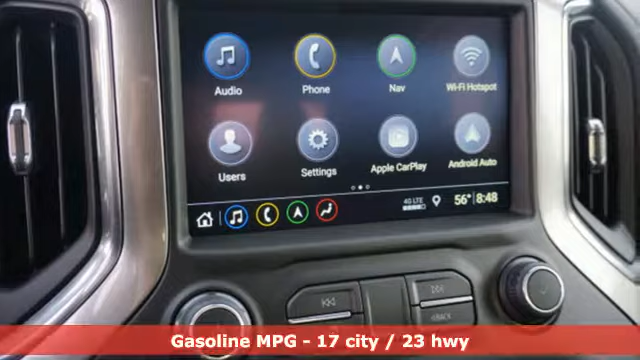 Audio
Phone
Nav
Wi-Fi Hotspot
Users
Settings
Apple CarPlay
Android Auto
4G LTE
56° 8:48
BACK
Gasoline MPG - 17 city / 23 hwy